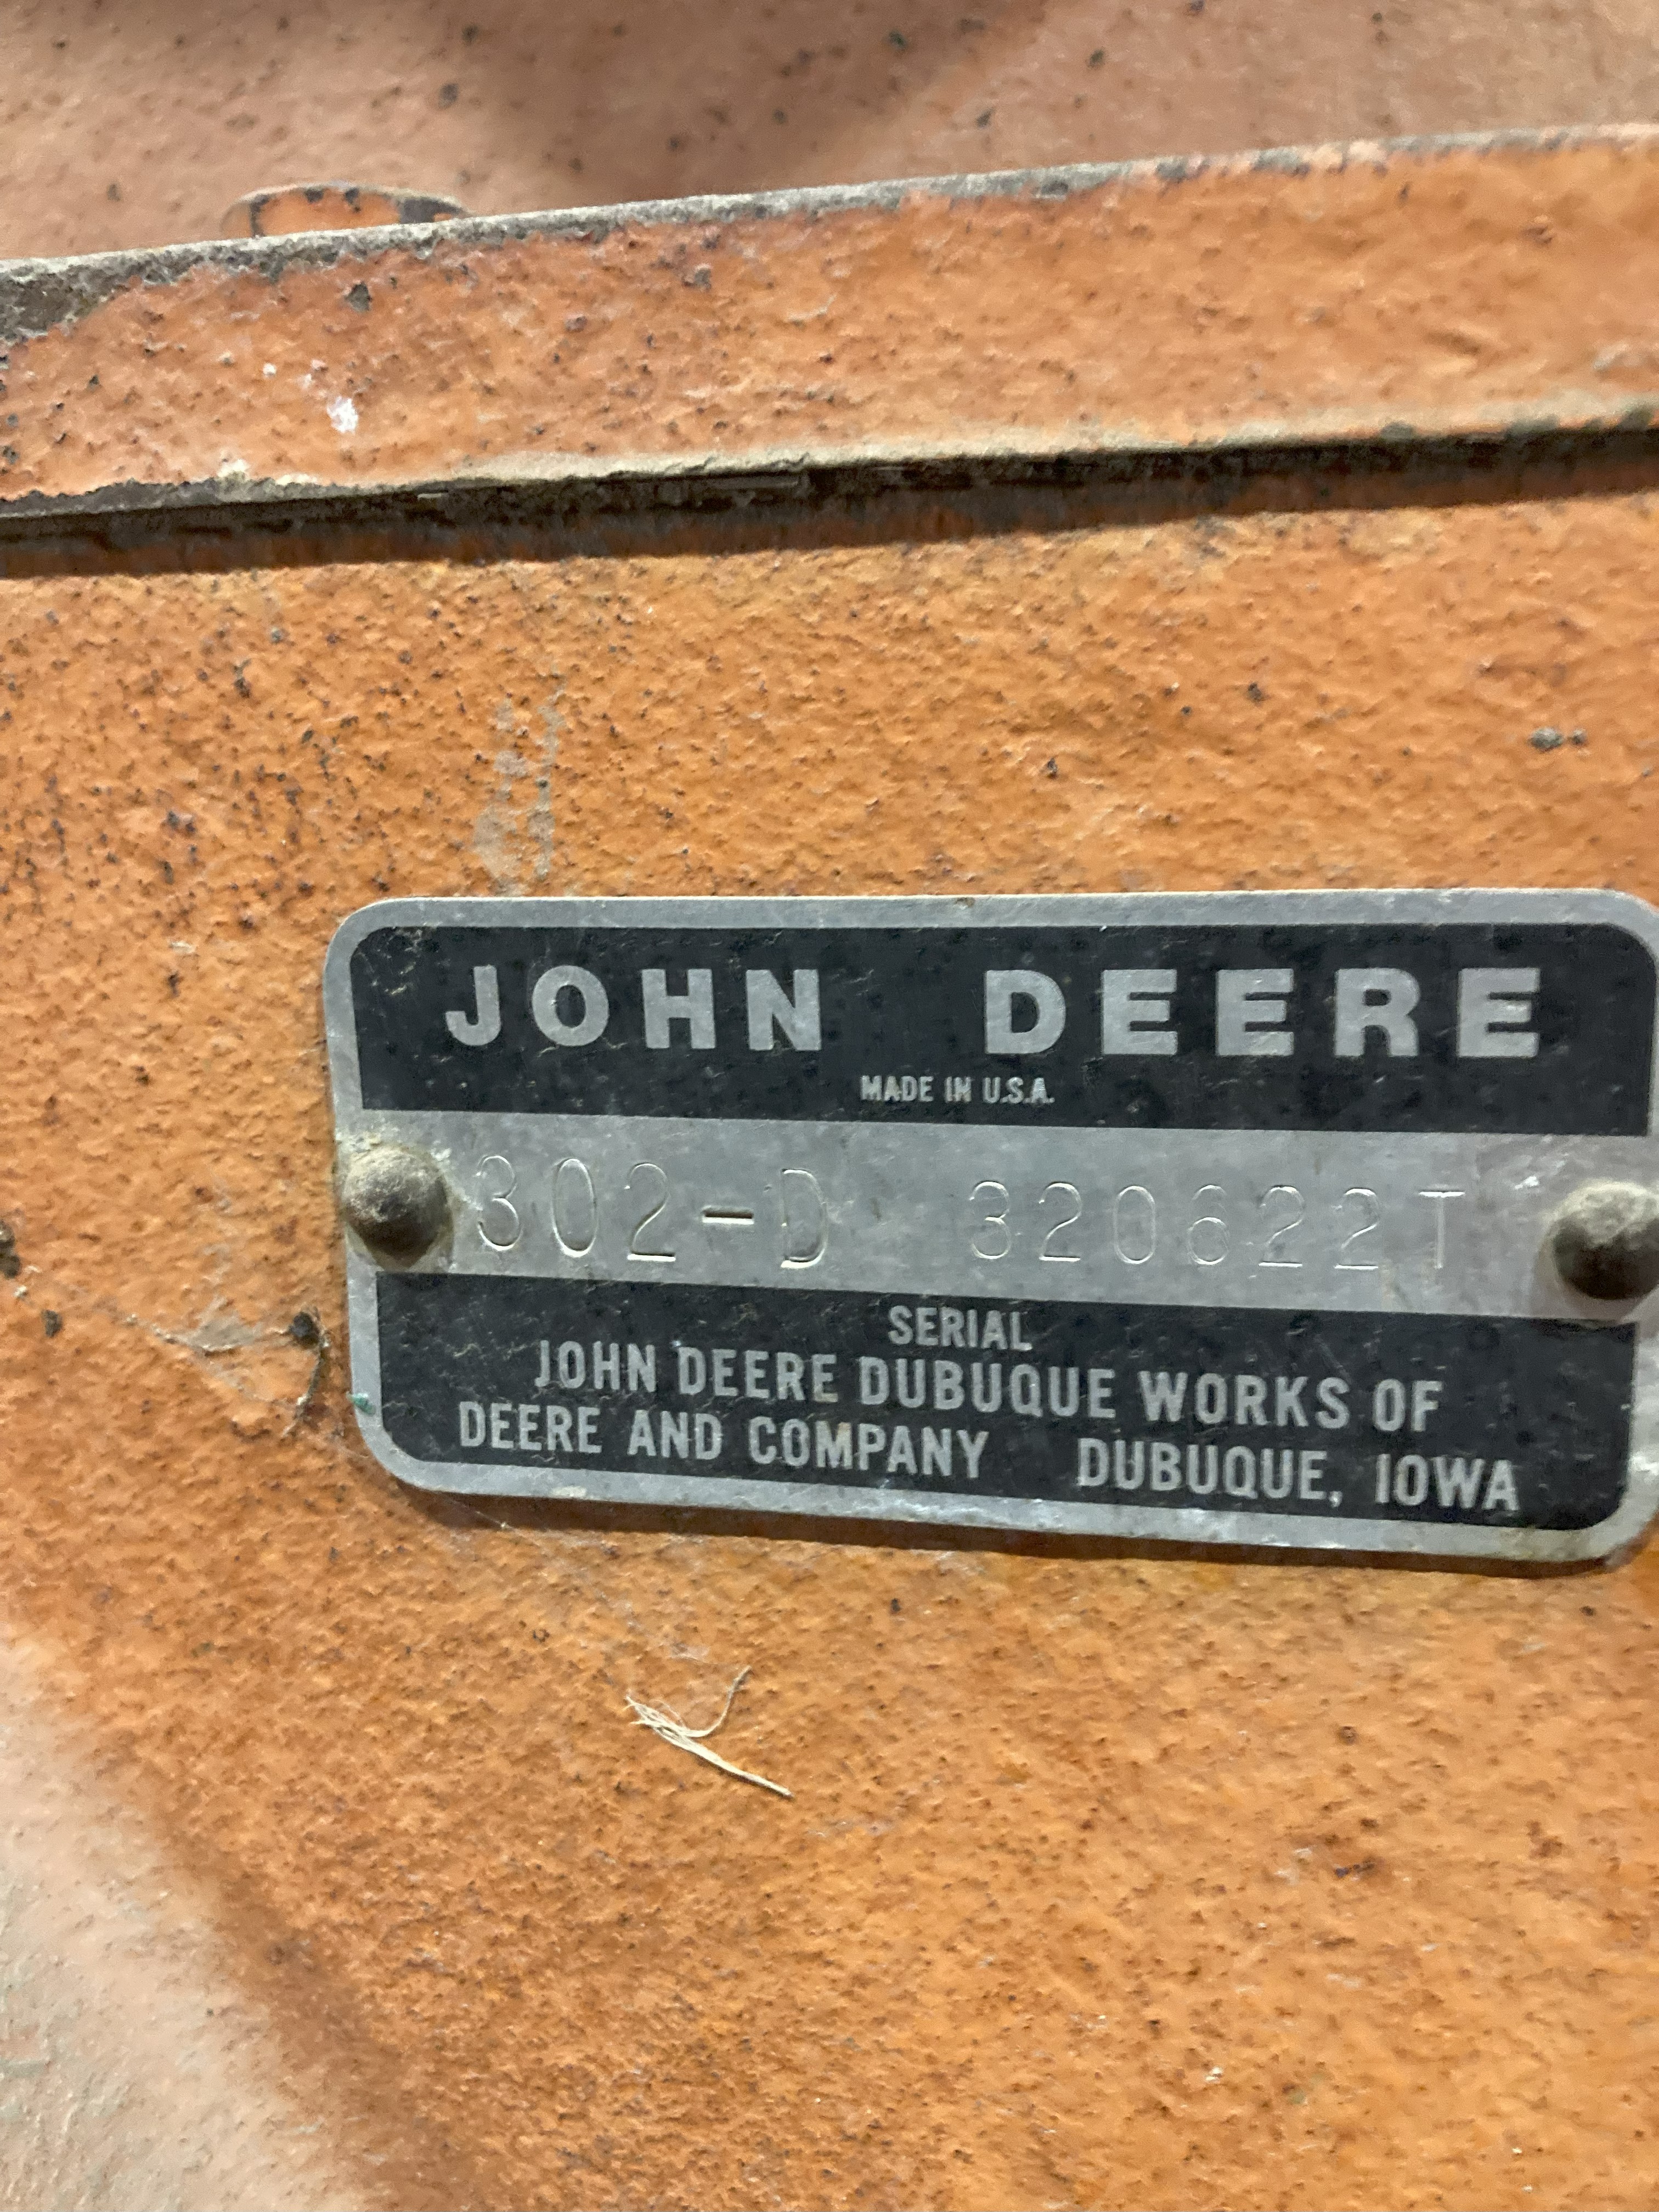 JOHN DEERE
MADE IN U.S.A.
302-D 320622T
SERIAL
JOHN DEERE DUBUQUE WORKS OF
DEERE AND COMPANY DUBUQUE, IOWA